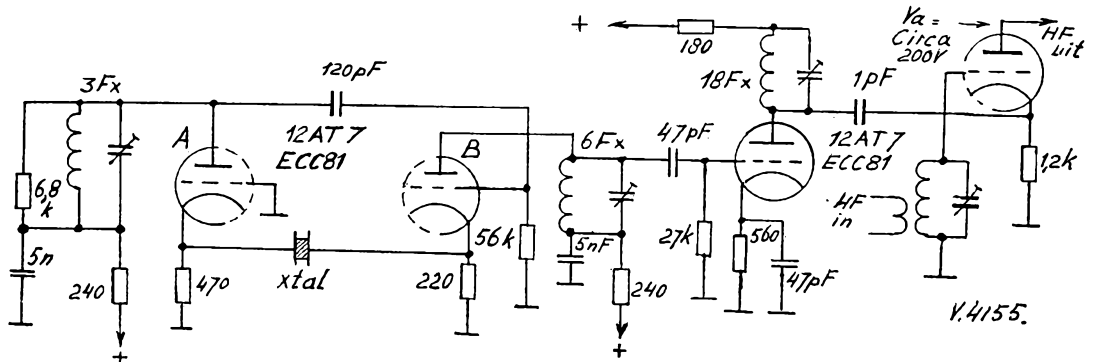 3Fx
6,8
k
5n
240
+
A
470
120pF
12AT7
ECC81
xtal
B
220
56k
6Fx
5nF
240
+
47pF
27k
+
180
18Fx
560
47pF
1pF
12AT7
ECC81
Va =
Circa
200V
HF
uit
HF
in
1,2k
V.4155.